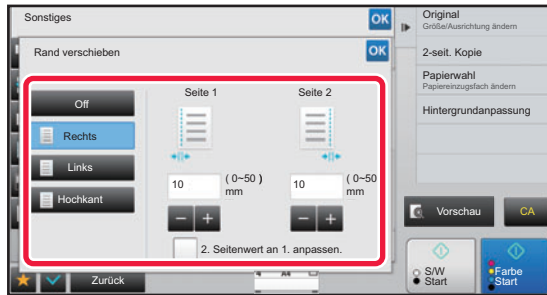 Sonstiges
OK
Rand verschieben
OK
Off
Rechts
Links
Hochkant
Seite 1
Seite 2
10
( 0~50 )
mm
10
( 0~50
mm
2. Seitenwert an 1. anpassen.
Zurück
A4
Original
Größe/Ausrichtung ändern
2-seit. Kopie
Papierwahl
Papiereinzugsfach ändern
Hintergrundanpassung
Vorschau
CA
S/W
Start
Farbe
Start